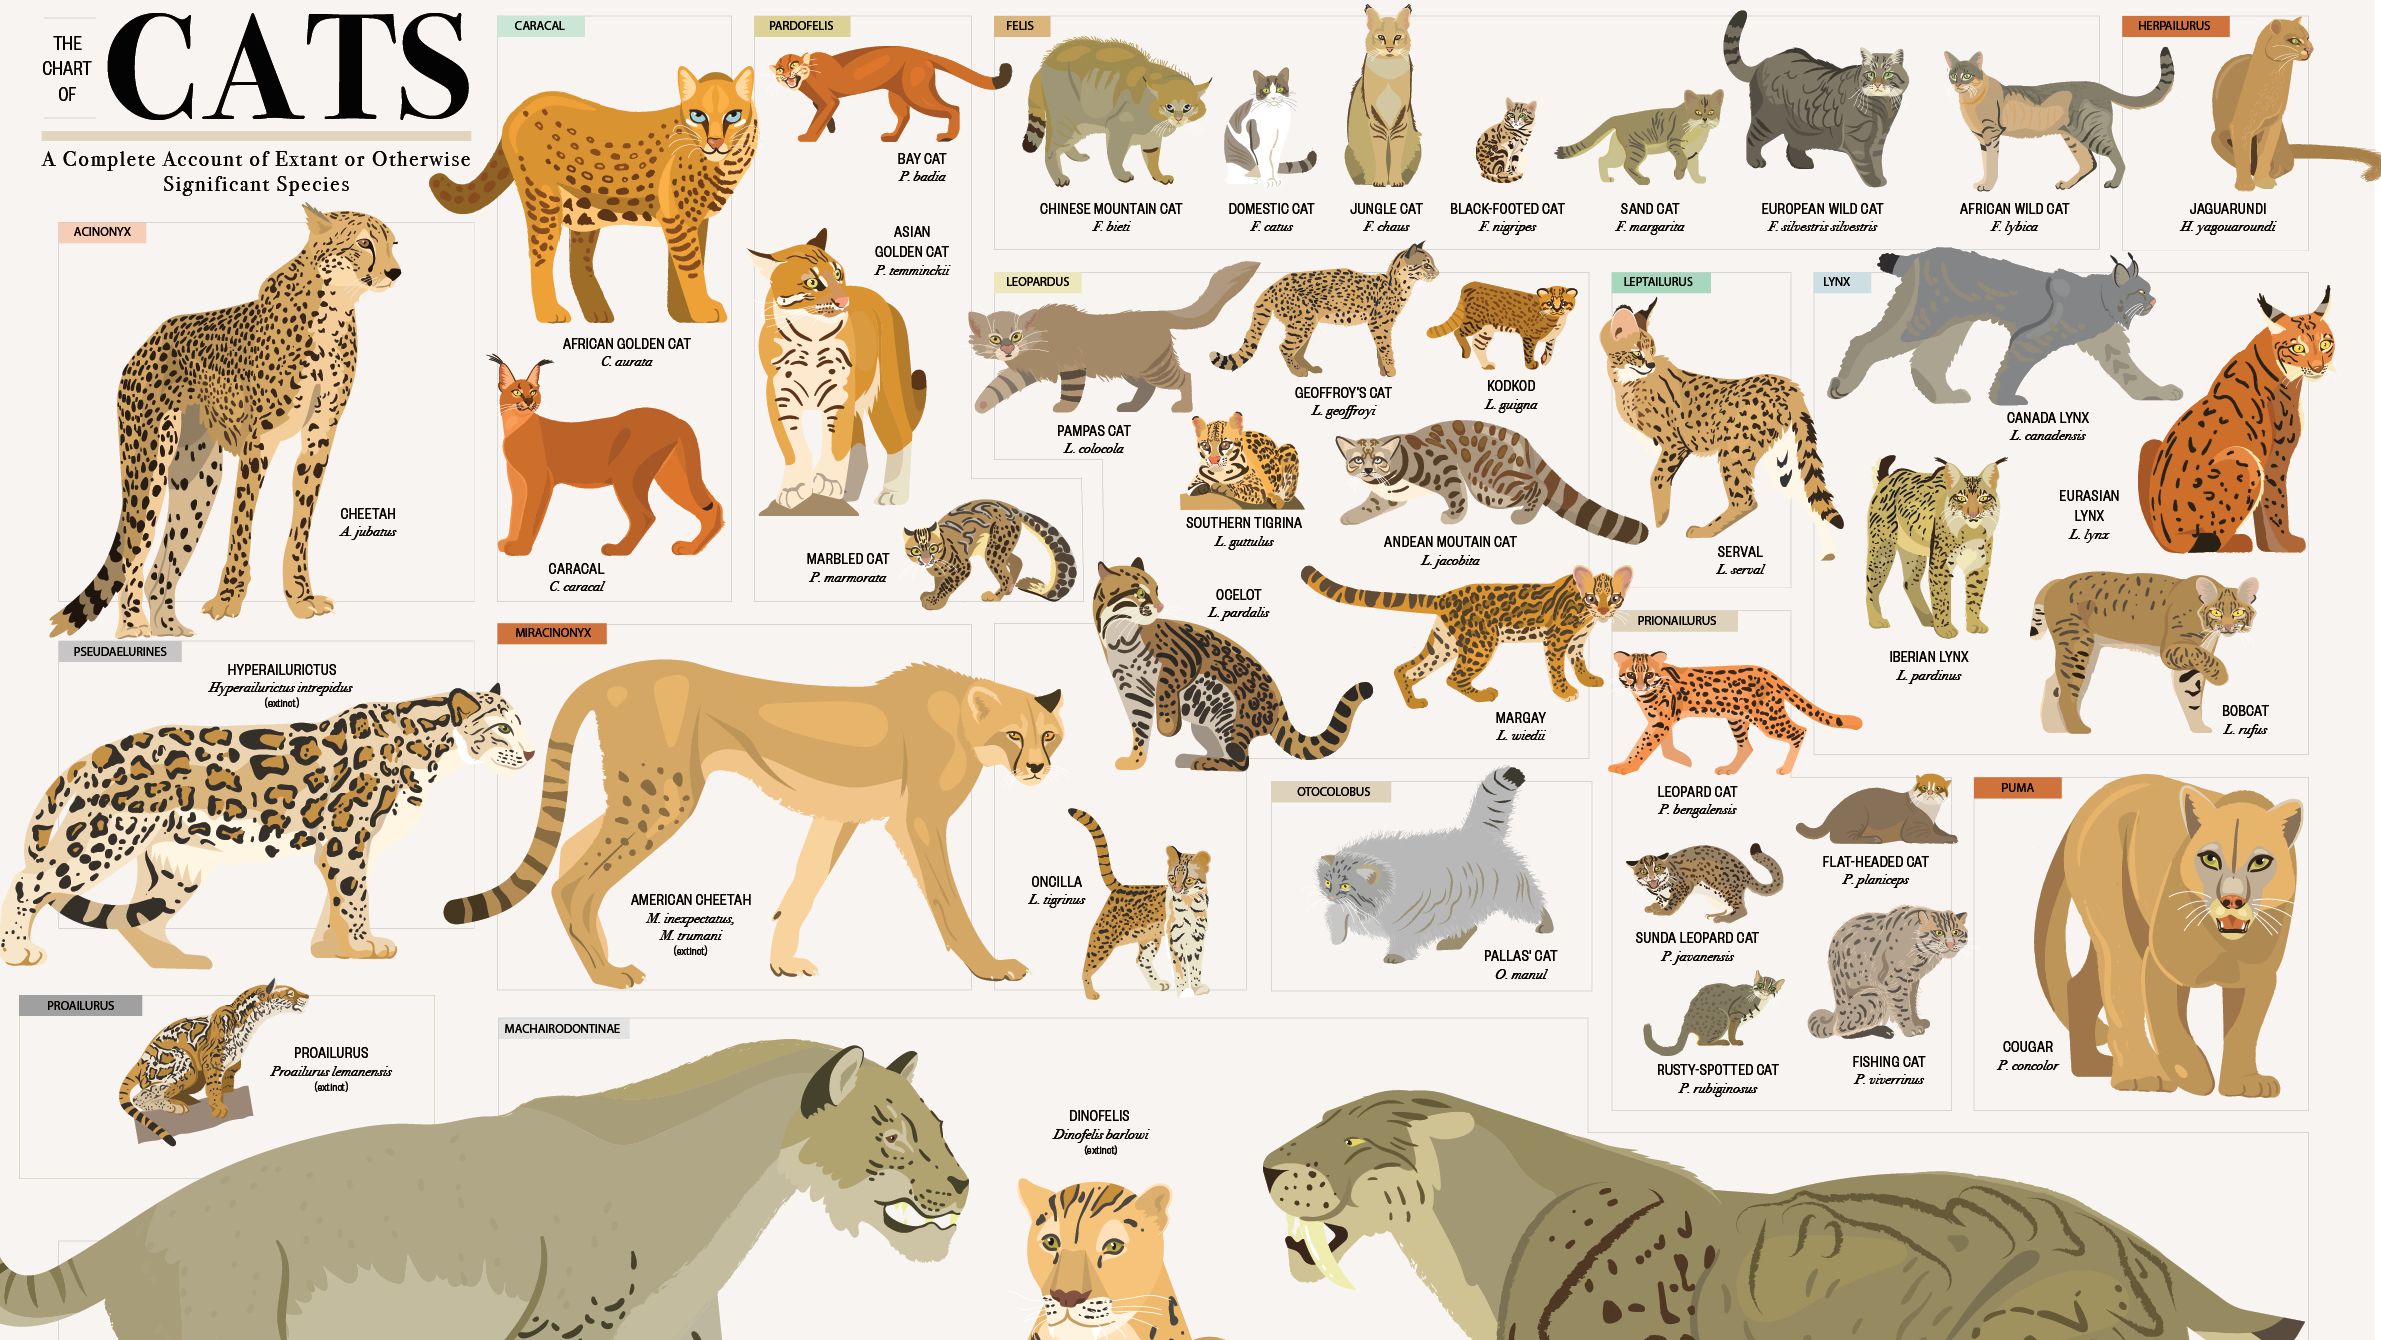 THE
CHART
OF
CATS
A Complete Account of Extant or Otherwise
Significant Species
ACINONYX
CHEETAH
A. jubatus
CARACAL
AFRICAN GOLDEN CAT
C. aurata
CARACAL
C. caracal
PARDOFELIS
BAY CAT
P. badia
ASIAN
GOLDEN CAT
P. temminckii
MARBLED CAT
P. marmorata
FELIS
CHINESE MOUNTAIN CAT
F. bieti
DOMESTIC CAT
F. catus
JUNGLE CAT
F. chaus
BLACK-FOOTED CAT
F. nigripes
SAND CAT
F. margarita
EUROPEAN WILD CAT
F. silvestris silvestris
AFRICAN WILD CAT
F. lybica
HERPAILURUS
JAGUARUNDI
H. yagouaroundi
LEOPARDUS
PAMPAS CAT
L. colocola
GEOFFROY'S CAT
L. geoffroyi
KODKOD
L. guigna
SOUTHERN TIGRINA
L. guttulus
ANDEAN MOUTAIN CAT
L. jacobita
OCELOT
L. pardalis
MARGAY
L. wiedii
ONCILLA
L. tigrinus
LEPTAILURUS
SERVAL
L. serval
LYNX
CANADA LYNX
L. canadensis
EURASIAN
LYNX
L. lynx
IBERIAN LYNX
L. pardinus
BOBCAT
L. rufus
PSEUDAELURINES
HYPERAILURICTUS
Hyperailurictus intrepidus
(extinct)
MIRACINONYX
AMERICAN CHEETAH
M. inexpectatus,
M. trumani
(extinct)
OTOCOLOBUS
PALLAS' CAT
O. manul
PRIONAILURUS
LEOPARD CAT
P. bengalensis
FLAT-HEADED CAT
P. planiceps
SUNDA LEOPARD CAT
P. javanensis
RUSTY-SPOTTED CAT
P. rubiginosus
FISHING CAT
P. viverrinus
PUMA
COUGAR
P. concolor
PROAILURUS
PROAILURUS
Proailurus lemanensis
(extinct)
MACHAIRODONTINAE
DINOFELIS
Dinofelis barlowi
(extinct)